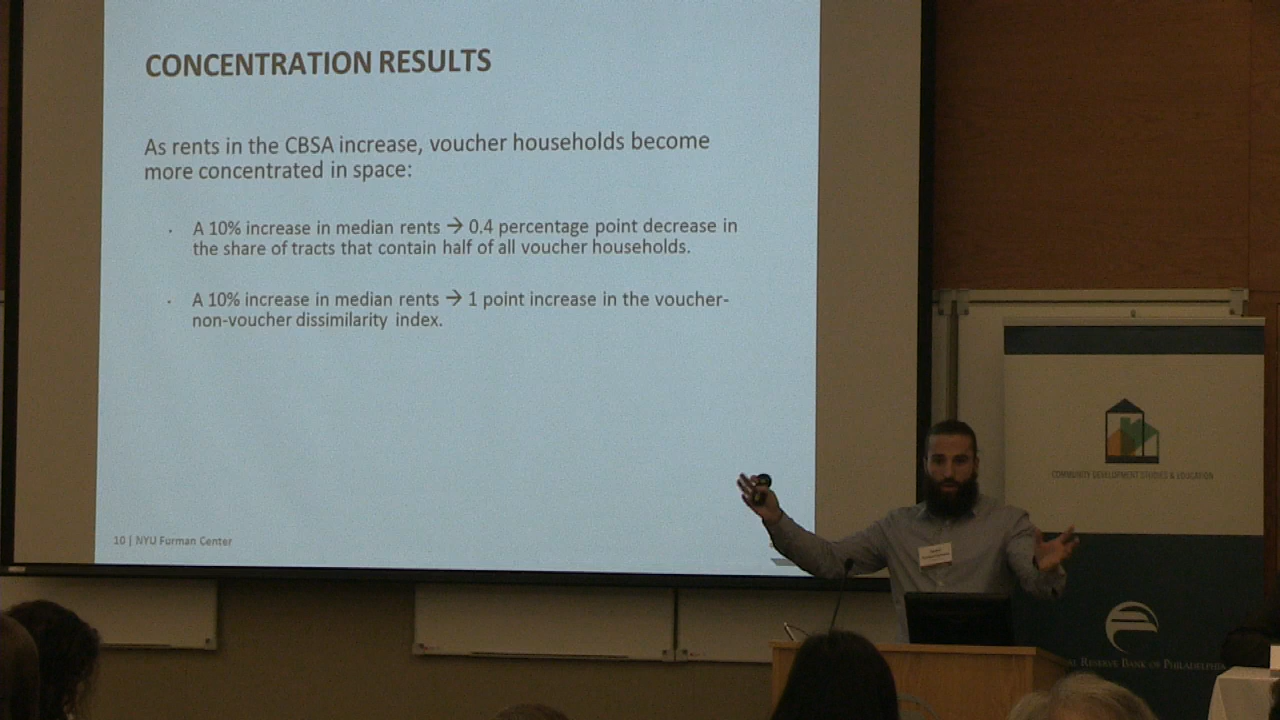 CONCENTRATION RESULTS
As rents in the CBSA increase, voucher households become
more concentrated in space:
· A 10% increase in median rents → 0.4 percentage point decrease in
the share of tracts that contain half of all voucher households.
· A 10% increase in median rents → 1 point increase in the voucher-
non-voucher dissimilarity index.
10 | NYU Furman Center
COMMUNITY DEVELOPMENT STUDIES & EDUCATION
RESERVE BANK OF PHILADELPHIA